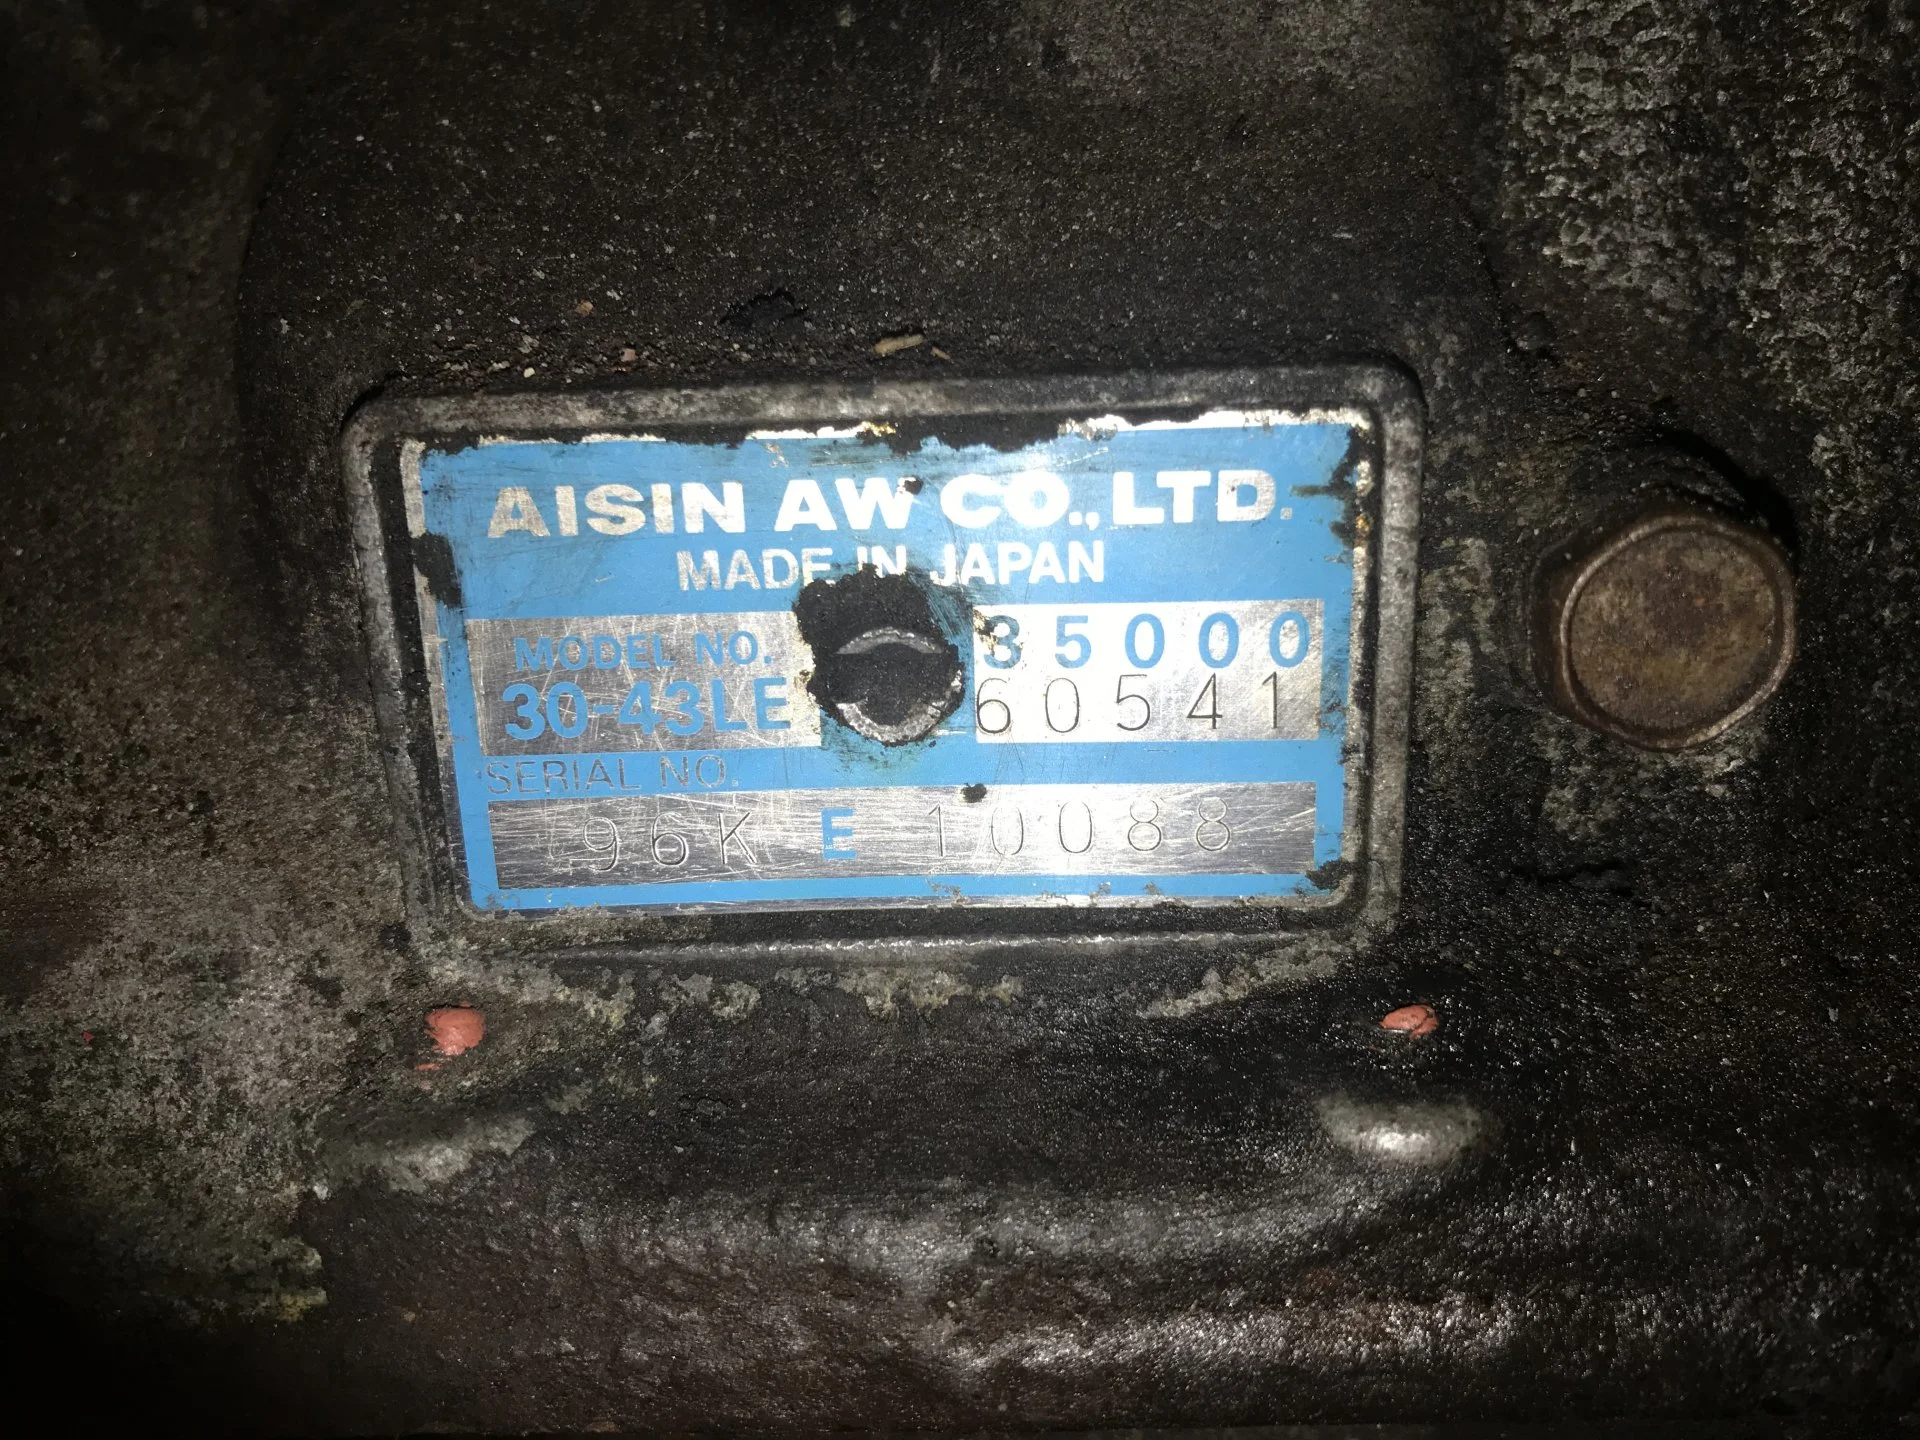 AISIN AW CO., LTD.
MADE IN JAPAN
MODEL NO. 35000
30-43LE 60541
SERIAL NO.
96K E 10088